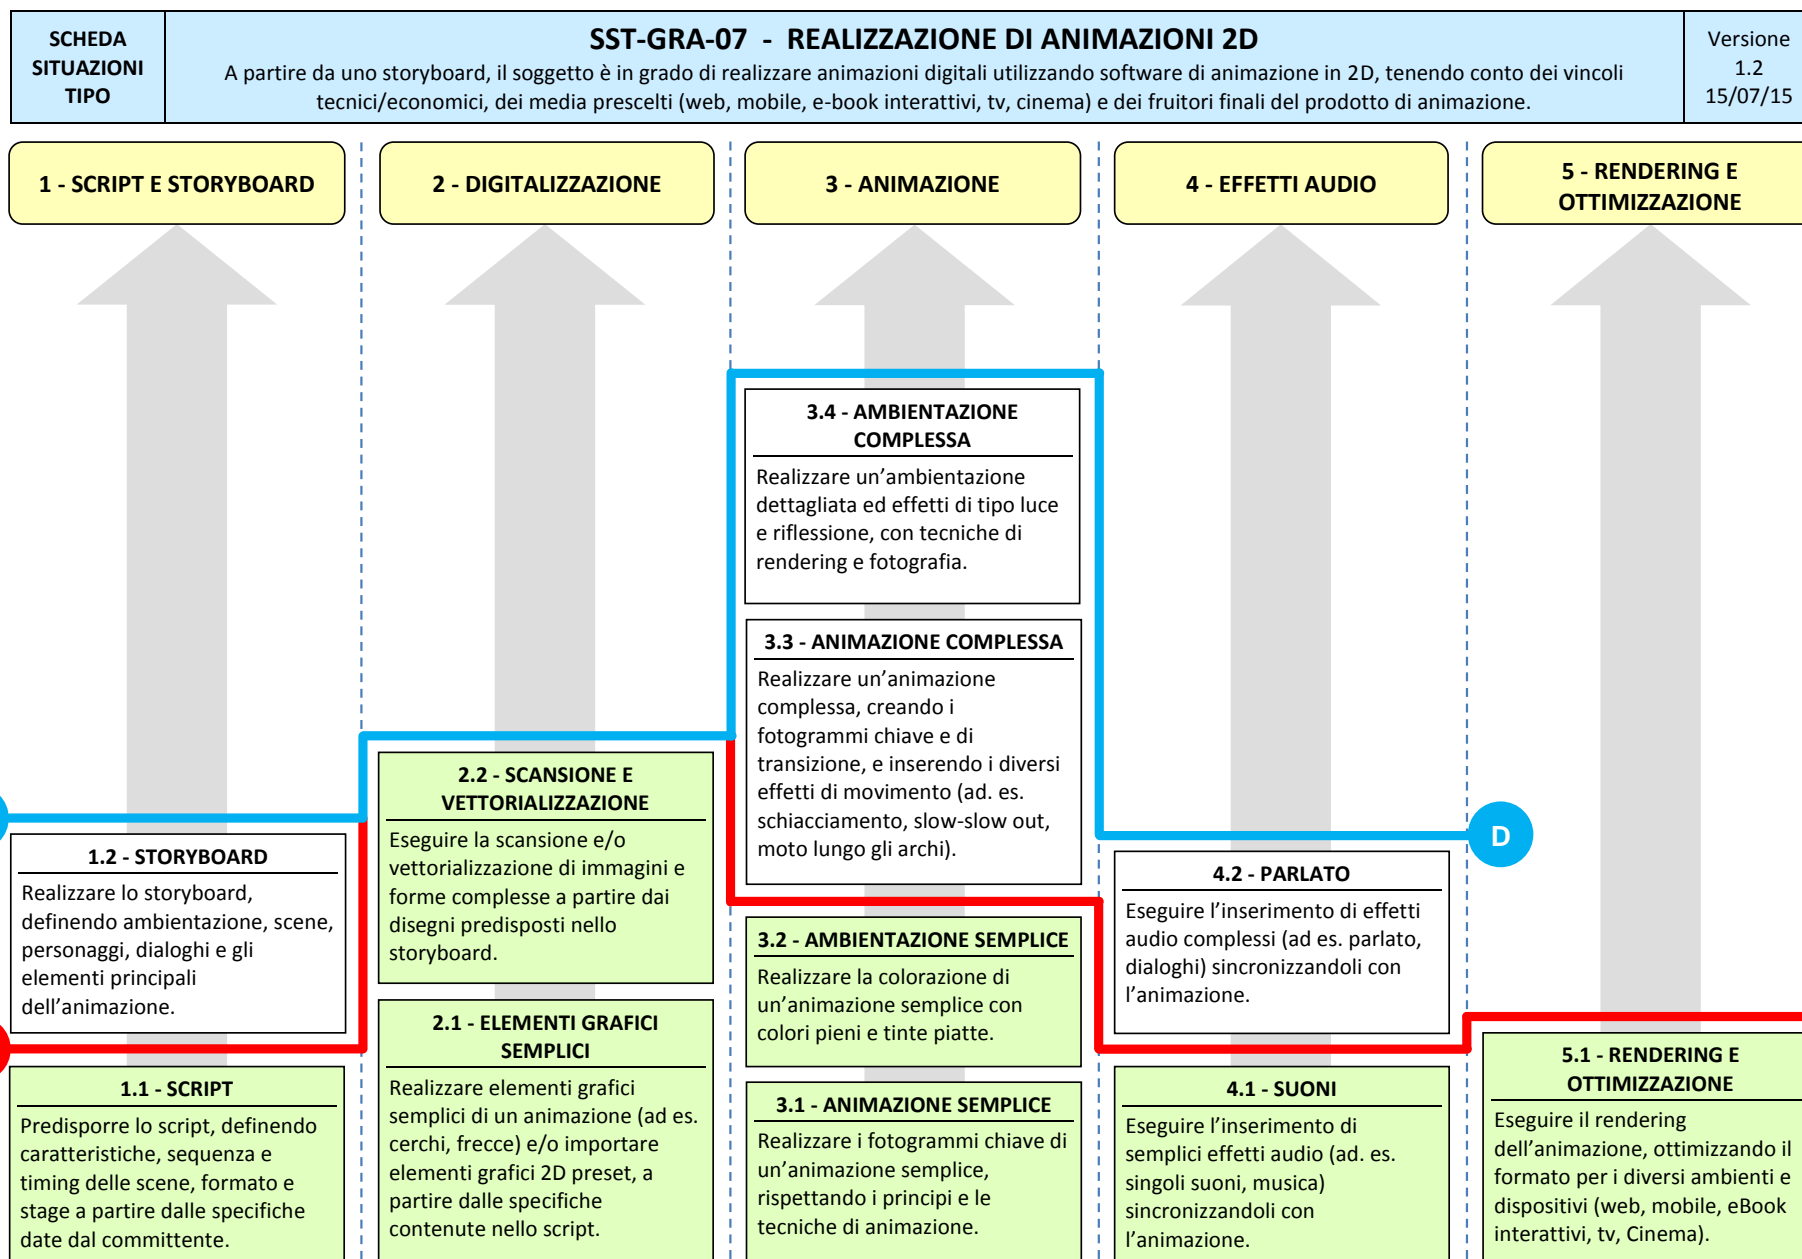 SCHEDA
SITUAZIONI
TIPO
SST-GRA-07 - REALIZZAZIONE DI ANIMAZIONI 2D
A partire da uno storyboard, il soggetto è in grado di realizzare animazioni digitali utilizzando software di animazione in 2D, tenendo conto dei vincoli
tecnici/economici, dei media prescelti (web, mobile, e-book interattivi, tv, cinema) e dei fruitori finali del prodotto di animazione.
Versione
1.2
15/07/15
1 - SCRIPT E STORYBOARD
2 - DIGITALIZZAZIONE
3 - ANIMAZIONE
4 - EFFETTI AUDIO
5 - RENDERING E
OTTIMIZZAZIONE
1.2 - STORYBOARD
Realizzare lo storyboard,
definendo ambientazione, scene,
personaggi, dialoghi e gli
elementi principali
dell'animazione.
1.1 - SCRIPT
Predisporre lo script, definendo
caratteristiche, sequenza e
timing delle scene, formato e
stage a partire dalle specifiche
date dal committente.
2.2 - SCANSIONE E
VETTORIALIZZAZIONE
Eseguire la scansione e/o
vettorializzazione di immagini e
forme complesse a partire dai
disegni predisposti nello
storyboard.
2.1 - ELEMENTI GRAFICI
SEMPLICI
Realizzare elementi grafici
semplici di un animazione (ad es.
cerchi, frecce) e/o importare
elementi grafici 2D preset, a
partire dalle specifiche
contenute nello script.
3.4 - AMBIENTAZIONE
COMPLESSA
Realizzare un'ambientazione
dettagliata ed effetti di tipo luce
e riflessione, con tecniche di
rendering e fotografia.
3.3 - ANIMAZIONE COMPLESSA
Realizzare un'animazione
complessa, creando i
fotogrammi chiave e di
transizione, e inserendo i diversi
effetti di movimento (ad. es.
schiacciamento, slow-slow out,
moto lungo gli archi).
3.2 - AMBIENTAZIONE SEMPLICE
Realizzare la colorazione di
un'animazione semplice con
colori pieni e tinte piatte.
3.1 - ANIMAZIONE SEMPLICE
Realizzare i fotogrammi chiave di
un'animazione semplice,
rispettando i principi e le
tecniche di animazione.
D
4.2 - PARLATO
Eseguire l'inserimento di effetti
audio complessi (ad es. parlato,
dialoghi) sincronizzandoli con
l'animazione.
4.1 - SUONI
Eseguire l'inserimento di
semplici effetti audio (ad. es.
singoli suoni, musica)
sincronizzandoli con
l'animazione.
5.1 - RENDERING E
OTTIMIZZAZIONE
Eseguire il rendering
dell'animazione, ottimizzando il
formato per i diversi ambienti e
dispositivi (web, mobile, eBook
interattivi, tv, Cinema).